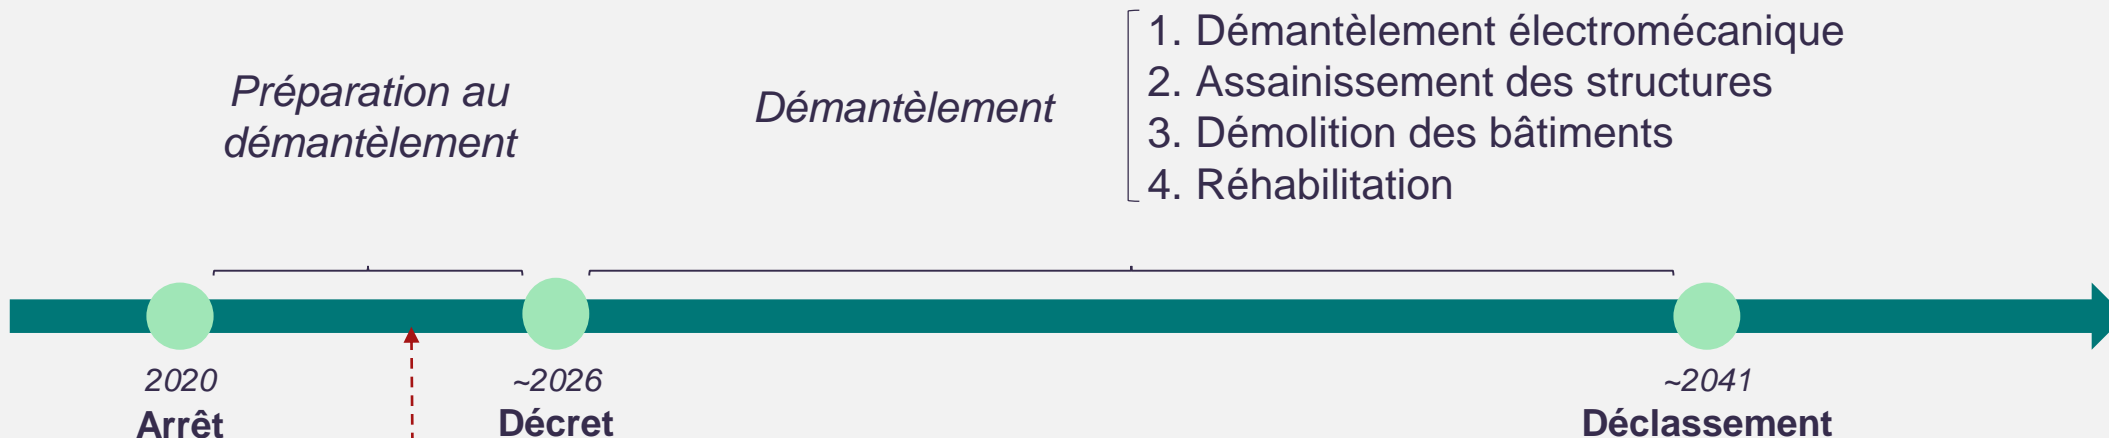 Préparation au
démantèlement
Démantèlement
1. Démantèlement électromécanique
2. Assainissement des structures
3. Démolition des bâtiments
4. Réhabilitation
2020
Arrêt
~2026
Décret
~2041
Déclassement